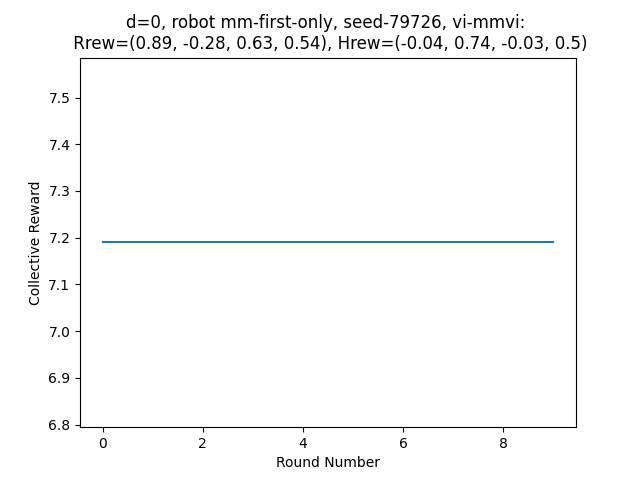 d=0, robot mm-first-only, seed-79726, vi-mmvi:
Rrew=(0.89, -0.28, 0.63, 0.54), Hrew=(-0.04, 0.74, -0.03, 0.5)
7.5
7.4
7.3
7.2
7.1
7.0
6.9
6.8
Collective Reward
0 2 4 6 8
Round Number